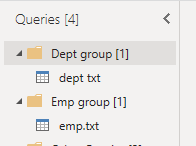 Queries [4]
Dept group [1]
dept txt
Emp group [1]
emp.txt